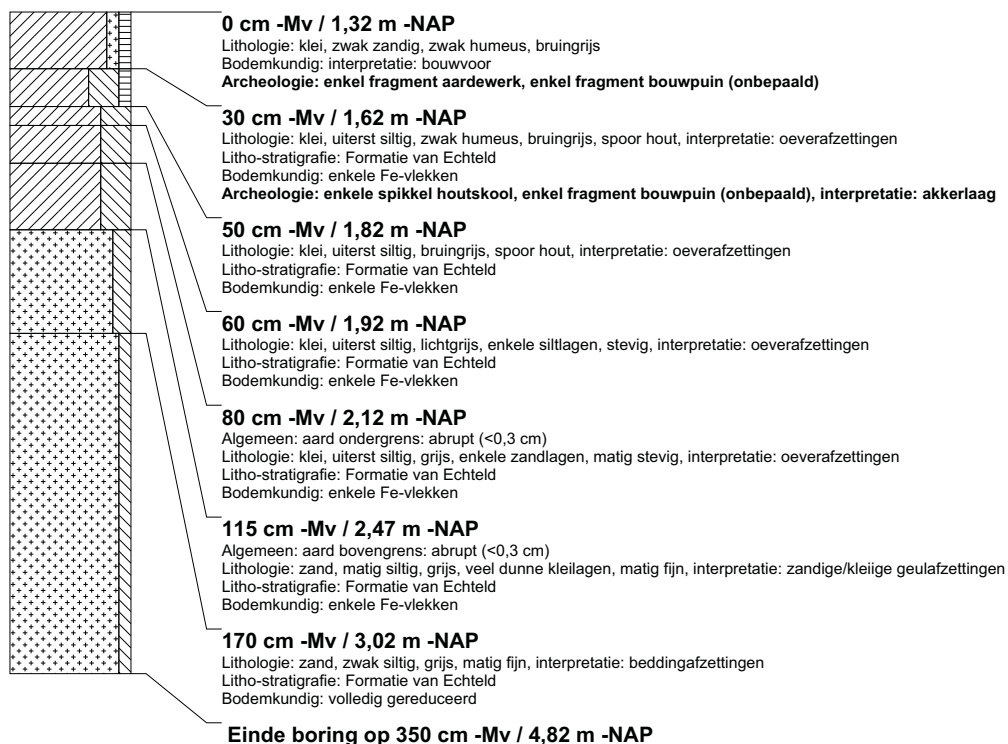 0 cm -Mv / 1,32 m -NAP
Lithologie: klei, zwak zandig, zwak humeus, bruingrijs
Bodemkundig: interpretatie: bouwvoor
Archeologie: enkel fragment aardewerk, enkel fragment bouwpuin (onbepaald)
30 cm -Mv / 1,62 m -NAP
Lithologie: klei, uiterst siltig, zwak humeus, bruingrijs, spoor hout, interpretatie: oeverafzettingen
Litho-stratigrafie: Formatie van Echteld
Bodemkundig: enkele Fe-vlekken
Archeologie: enkele spikkel houtskool, enkel fragment bouwpuin (onbepaald), interpretatie: akkerlaag
50 cm -Mv / 1,82 m -NAP
Lithologie: klei, uiterst siltig, bruingrijs, spoor hout, interpretatie: oeverafzettingen
Litho-stratigrafie: Formatie van Echteld
Bodemkundig: enkele Fe-vlekken
60 cm -Mv / 1,92 m -NAP
Lithologie: klei, uiterst siltig, lichtgrijs, enkele siltlagen, stevig, interpretatie: oeverafzettingen
Litho-stratigrafie: Formatie van Echteld
Bodemkundig: enkele Fe-vlekken
80 cm -Mv / 2,12 m -NAP
Algemeen: aard ondergrens: abrupt (<0,3 cm)
Lithologie: klei, uiterst siltig, grijs, enkele zandlagen, matig stevig, interpretatie: oeverafzettingen
Litho-stratigrafie: Formatie van Echteld
Bodemkundig: enkele Fe-vlekken
115 cm -Mv / 2,47 m -NAP
Algemeen: aard bovengrens: abrupt (<0,3 cm)
Lithologie: zand, matig siltig, grijs, veel dunne kleilagen, matig fijn, interpretatie: zandige/kleiige geulafzettingen
Litho-stratigrafie: Formatie van Echteld
Bodemkundig: enkele Fe-vlekken
170 cm -Mv / 3,02 m -NAP
Lithologie: zand, zwak siltig, grijs, matig fijn, interpretatie: beddingafzettingen
Litho-stratigrafie: Formatie van Echteld
Bodemkundig: volledig gereduceerd
Einde boring op 350 cm -Mv / 4,82 m -NAP